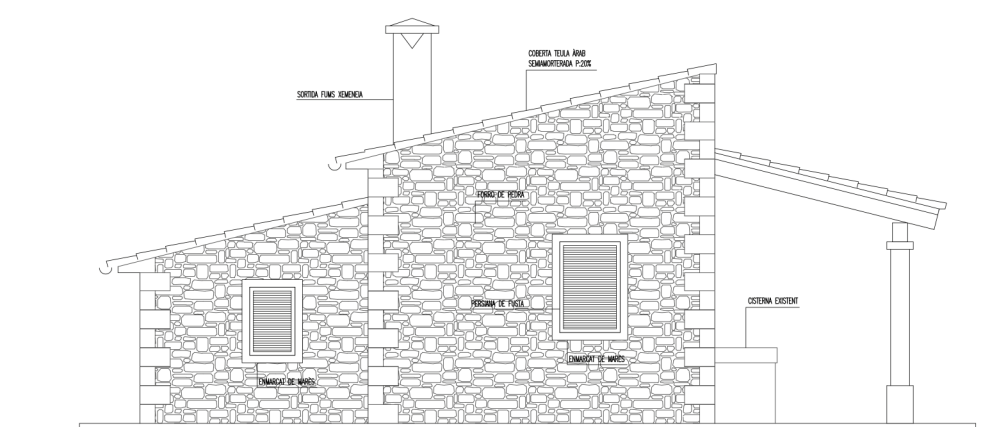 COBERTA TEULA ÀRAB
SEMIAMORTERADA P:20%
SORTIDA FUMS XEMENEIA
FORRO DE PEDRA
PERSIANA DE FUSTA
CISTERNA EXISTENT
ENMARCAT DE MARÈS
ENMARCAT DE MARÈS